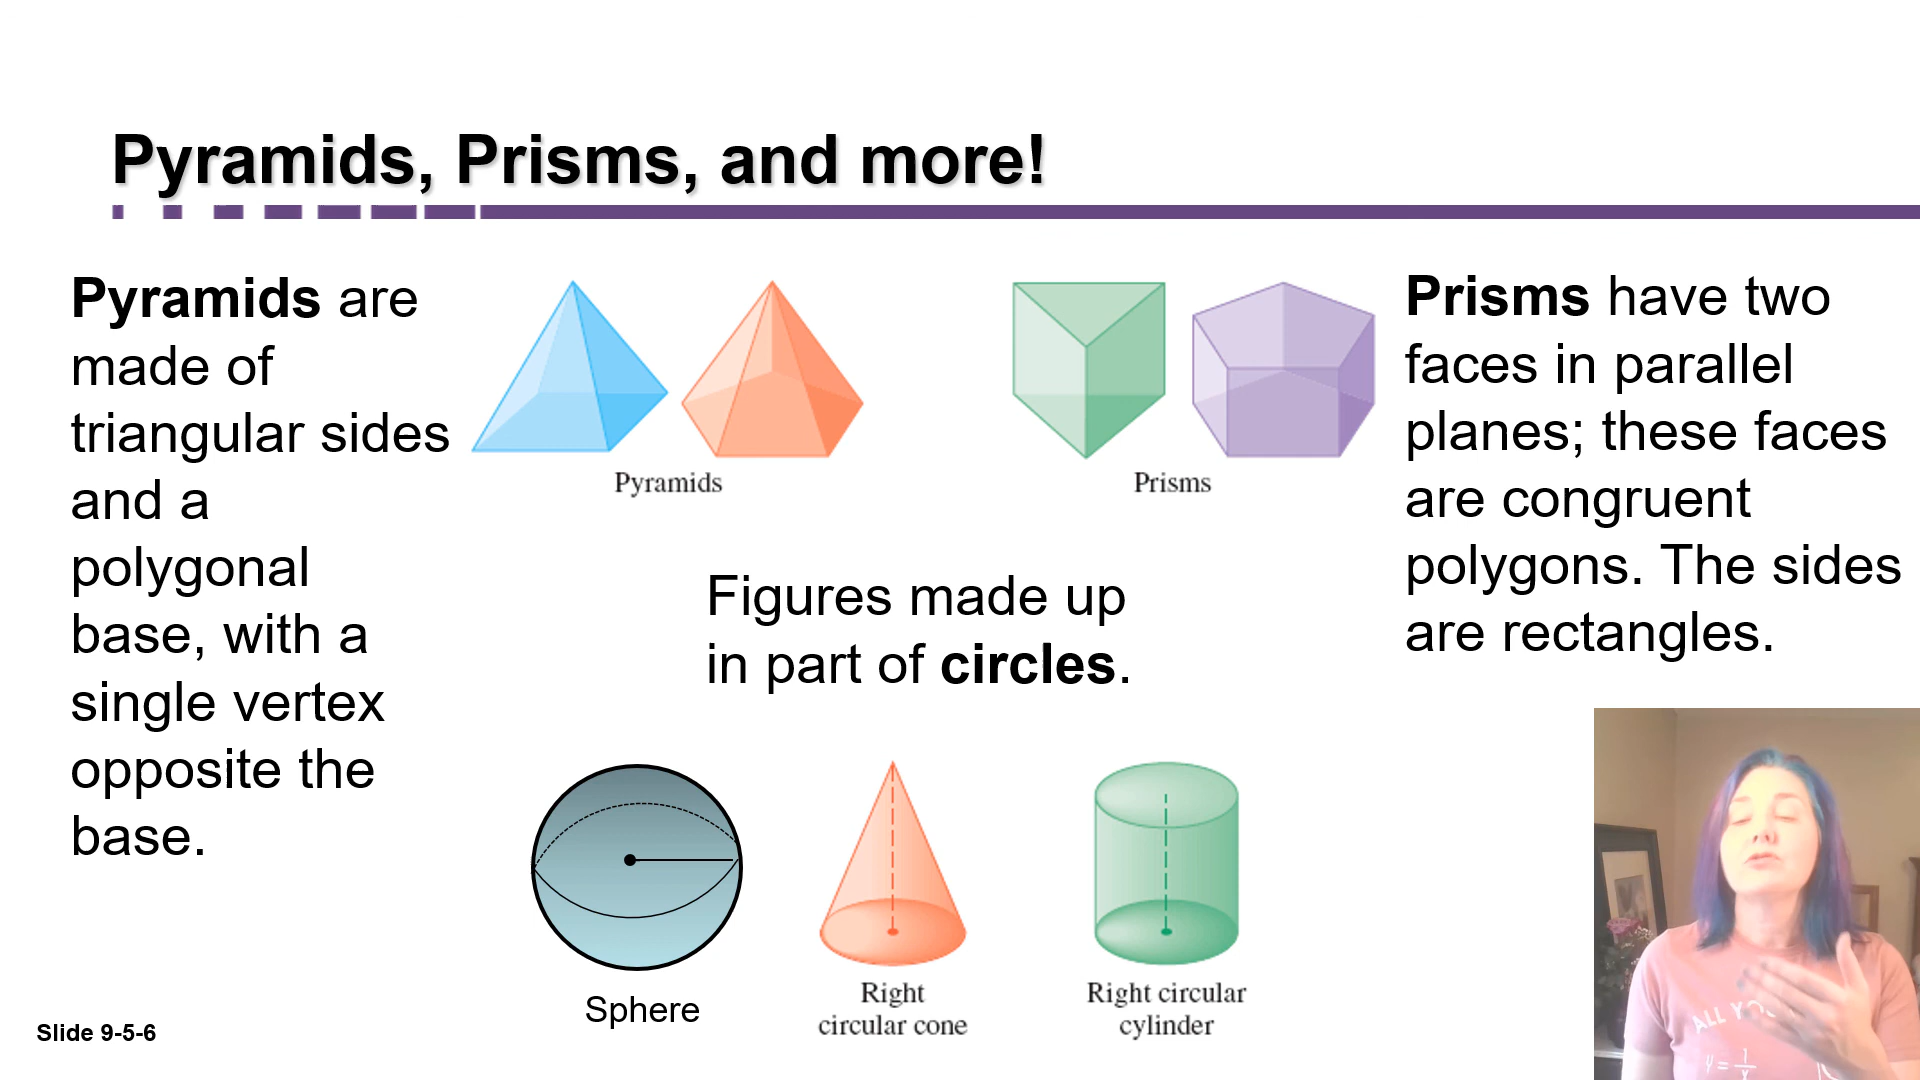 Pyramids, Prisms, and more!
Pyramids are
made of
triangular sides
and a
polygonal
base, with a
single vertex
opposite the
base.
Pyramids
Prisms
Prisms have two
faces in parallel
planes; these faces
are congruent
polygons. The sides
are rectangles.
Figures made up
in part of circles.
Sphere
Right
circular cone
Right circular
cylinder
Slide 9-5-6
ALL
y = 1/x